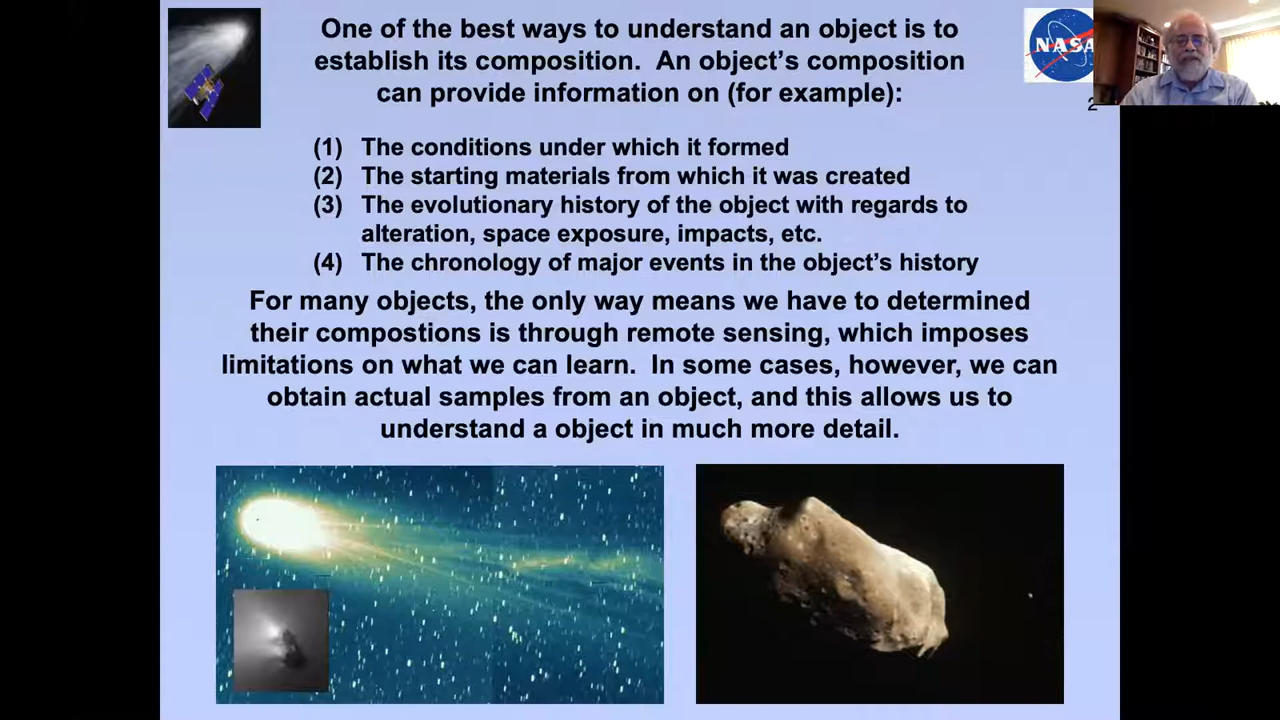 One of the best ways to understand an object is to
establish its composition.  An object's composition
can provide information on (for example):
NASA
2
(1) The conditions under which it formed
(2) The starting materials from which it was created
(3) The evolutionary history of the object with regards to
alteration, space exposure, impacts, etc.
(4) The chronology of major events in the object's history
For many objects, the only way means we have to determined
their compostions is through remote sensing, which imposes
limitations on what we can learn.  In some cases, however, we can
obtain actual samples from an object, and this allows us to
understand a object in much more detail.